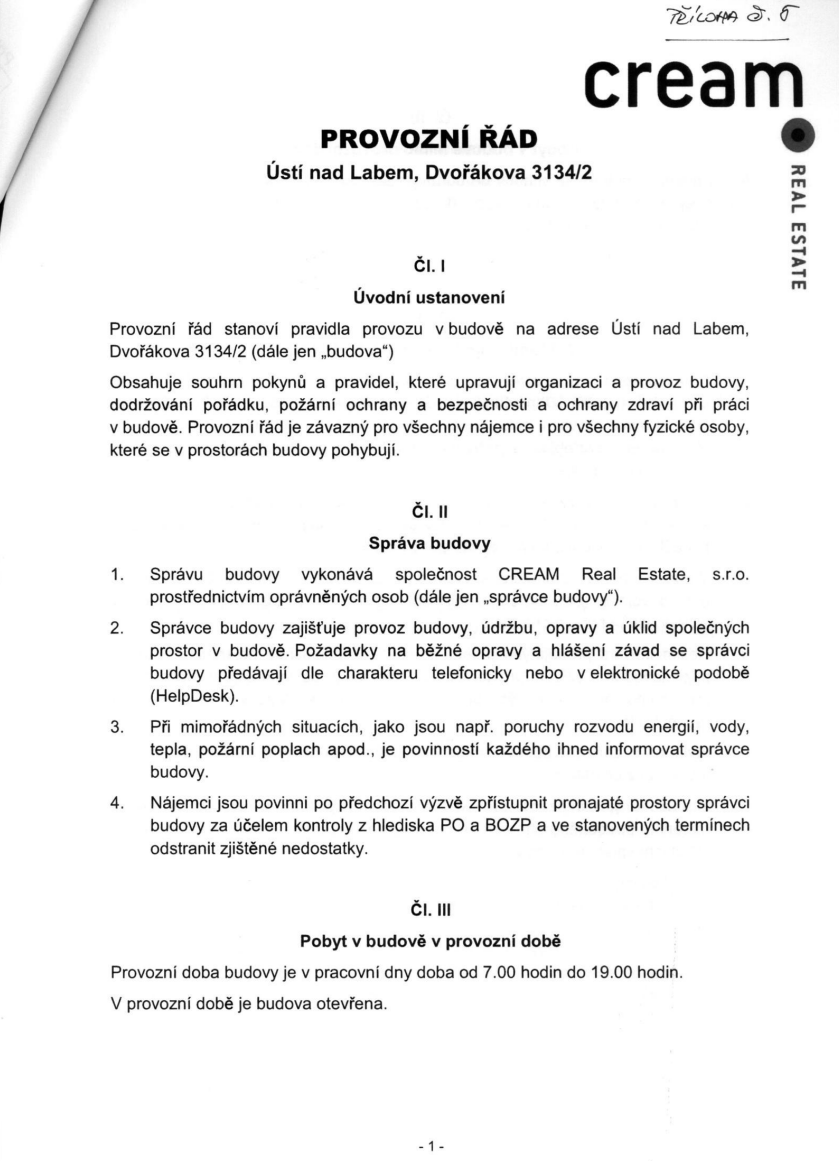 PŘÍLOHA Č. 5
cream
REAL ESTATE
PROVOZNÍ ŘÁD
Ústí nad Labem, Dvořákova 3134/2
Čl. I
Úvodní ustanovení
Provozní řád stanoví pravidla provozu v budově na adrese Ústí nad Labem,
Dvořákova 3134/2 (dále jen „budova“)
Obsahuje souhrn pokynů a pravidel, které upravují organizaci a provoz budovy,
dodržování pořádku, požární ochrany a bezpečnosti a ochrany zdraví při práci
v budově. Provozní řád je závazný pro všechny nájemce i pro všechny fyzické osoby,
které se v prostorách budovy pohybují.
Čl. II
Správa budovy
1. Správu budovy vykonává společnost CREAM Real Estate, s.r.o.
prostřednictvím oprávněných osob (dále jen „správce budovy“).
2. Správce budovy zajišťuje provoz budovy, údržbu, opravy a úklid společných
prostor v budově. Požadavky na běžné opravy a hlášení závad se správci
budovy předávají dle charakteru telefonicky nebo v elektronické podobě
(HelpDesk).
3. Při mimořádných situacích, jako jsou např. poruchy rozvodu energií, vody,
tepla, požární poplach apod., je povinností každého ihned informovat správce
budovy.
4. Nájemci jsou povinni po předchozí výzvě zpřístupnit pronajaté prostory správci
budovy za účelem kontroly z hlediska PO a BOZP a ve stanovených termínech
odstranit zjištěné nedostatky.
Čl. III
Pobyt v budově v provozní době
Provozní doba budovy je v pracovní dny doba od 7.00 hodin do 19.00 hodin.
V provozní době je budova otevřena.
- 1 -